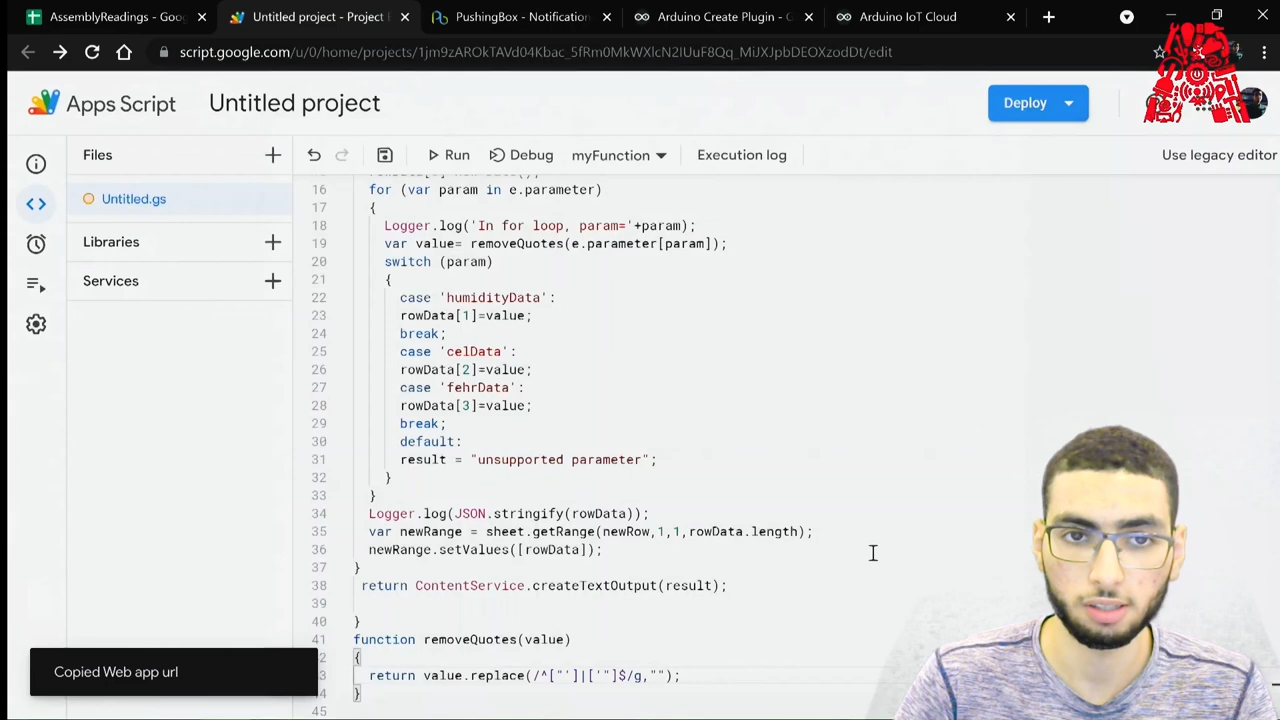 AssemblyReadings - Goo
Untitled project - Project
PushingBox - Notification
Arduino Create Plugin - G
Arduino IoT Cloud
script.google.com/u/0/home/projects/
Apps Script
Untitled project
Deploy
Files
Run
Debug
myFunction
Execution log
Use legacy editor
Untitled.gs
Libraries
Services
16 for (var param in e.parameter)
17 {
18 Logger.log('In for loop, param='+param);
19 var value= removeQuotes(e.parameter[param]);
20 switch (param)
21 {
22 case 'humidityData':
23 rowData[1]=value;
24 break;
25 case 'celData':
26 rowData[2]=value;
27 case 'fehrData':
28 rowData[3]=value;
29 break;
30 default:
31 result = "unsupported parameter";
32 }
33 }
34 Logger.log(JSON.stringify(rowData));
35 var newRange = sheet.getRange(newRow,1,1,rowData.length);
36 newRange.setValues([rowData]);
37 }
38 return ContentService.createTextOutput(result);
39
40 }
41 function removeQuotes(value)
2 {
3 return value.replace(/^["']|['"]$/g,"");
4 }
45
Copied Web app url